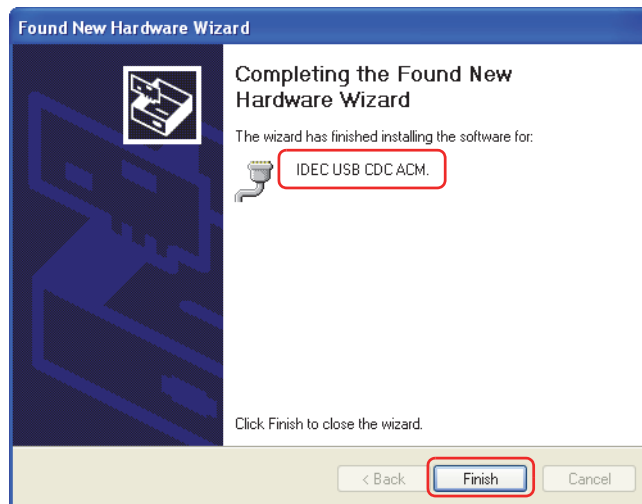 Found New Hardware Wizard
Completing the Found New
Hardware Wizard
The wizard has finished installing the software for:
IDEC USB CDC ACM.
Click Finish to close the wizard.
< Back
Finish
Cancel